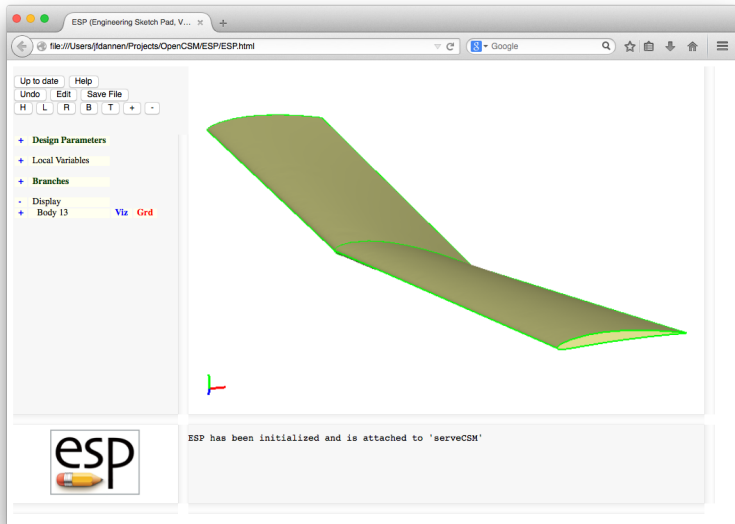 ESP (Engineering Sketch Pad, V...
file:///Users/jfdannen/Projects/OpenCSM/ESP/ESP.html
Google
Up to date Help
Undo Edit Save File
H L R B T + -
+ Design Parameters
+ Local Variables
+ Branches
- Display
+ Body 13 Viz Grd
esp
ESP has been initialized and is attached to 'serveCSM'